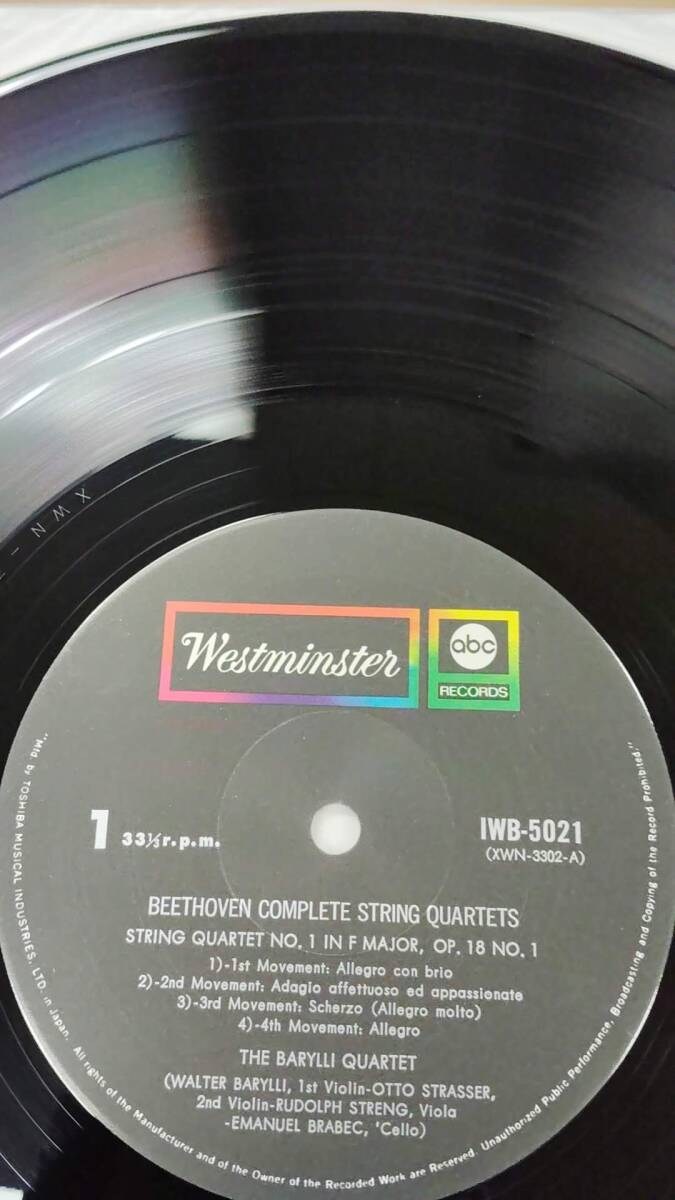 XWN-
Westminster
abc
RECORDS
1 33⅓ r.p.m.
IWB-5021
(XWN-3302-A)
BEETHOVEN COMPLETE STRING QUARTETS
STRING QUARTET NO. 1 IN F MAJOR, OP. 18 NO. 1
1)-1st Movement: Allegro con brio
2)-2nd Movement: Adagio affettuoso ed appassionate
3)-3rd Movement: Scherzo (Allegro molto)
4)-4th Movement: Allegro
THE BARYLLI QUARTET
(WALTER BARYLLI, 1st Violin-OTTO STRASSER,
2nd Violin-RUDOLPH STRENG, Viola
-EMANUEL BRABEC, 'Cello)
"Mfd. by TOSHIBA MUSICAL INDUSTRIES, LTD. in Japan. All rights of the Manufacturer and of the Owner of the Recorded Work are Reserved. Unauthorized Public Performance, Broadcasting and Copying of the Record Prohibited."